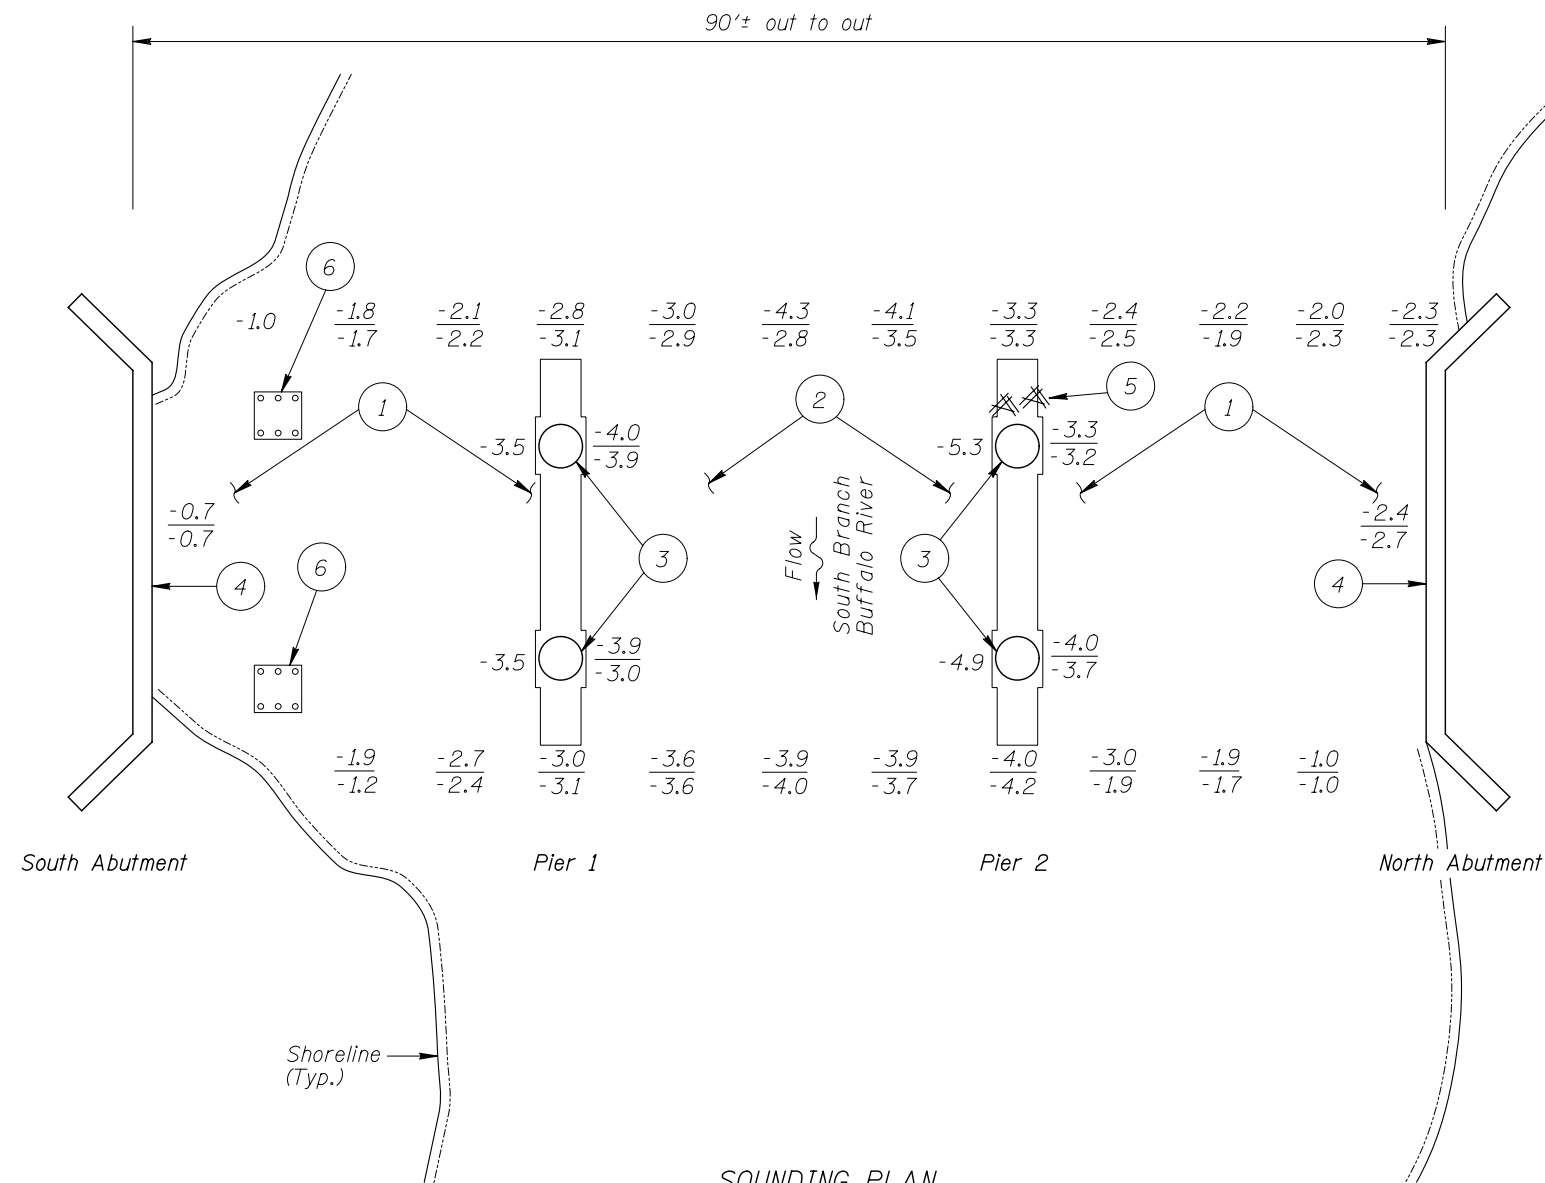 90'± out to out
6
-1.0
-1.8 -2.1 -2.8 -3.0 -4.3 -4.1 -3.3 -2.4 -2.2 -2.0 -2.3
-1.7 -2.2 -3.1 -2.9 -2.8 -3.5 -3.3 -2.5 -1.9 -2.3 -2.3
1 2 5 1
-3.5 -4.0 -5.3 -3.3
-3.9 -3.2
-0.7 -2.4
-0.7 -2.7
Flow
South Branch
Buffalo River
4 6 3 3 4
-3.5 -3.9 -4.9 -4.0
-3.0 -3.7
-1.9 -2.7 -3.0 -3.6 -3.9 -3.9 -4.0 -3.0 -1.9 -1.0
-1.2 -2.4 -3.1 -3.6 -4.0 -3.7 -4.2 -1.9 -1.7 -1.0
South Abutment Pier 1 Pier 2 North Abutment
Shoreline
(Typ.)
SOUNDING PLAN